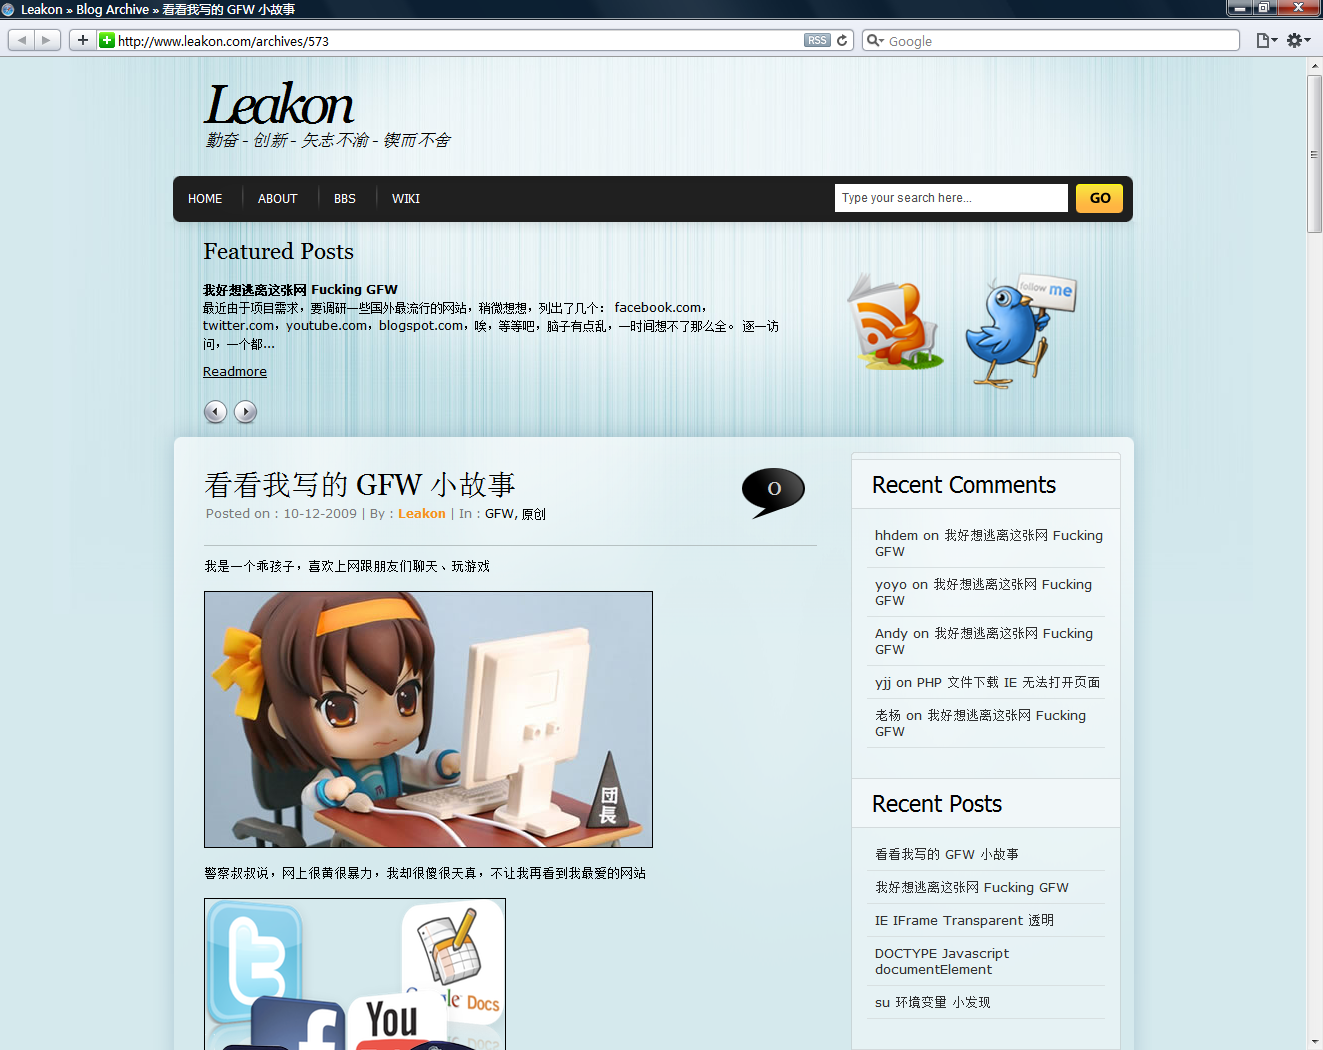 Leakon » Blog Archive » 看看我写的 GFW 小故事
http://www.leakon.com/archives/573
RSS
Google
Leakon
勤奋 - 创新 - 矢志不渝 - 锲而不舍
HOME
ABOUT
BBS
WIKI
Type your search here...
GO
Featured Posts
我好想逃离这张网 Fucking GFW
最近由于项目需求，要调研一些国外最流行的网站，稍微想想，列出了几个： facebook.com，
twitter.com，youtube.com，blogspot.com，唉，等等吧，脑子有点乱，一时间想不了那么全。 逐一访
问，一个都...
Readmore
follow me
看看我写的 GFW 小故事
0
Posted on : 10-12-2009 | By : Leakon | In : GFW, 原创
我是一个乖孩子，喜欢上网跟朋友们聊天、玩游戏
団長
警察叔叔说，网上很黄很暴力，我却很傻很天真，不让我再看到我最爱的网站
t
Google Docs
f
You
Recent Comments
hhdem on 我好想逃离这张网 Fucking
GFW
yoyo on 我好想逃离这张网 Fucking
GFW
Andy on 我好想逃离这张网 Fucking
GFW
yjj on PHP 文件下载 IE 无法打开页面
老杨 on 我好想逃离这张网 Fucking
GFW
Recent Posts
看看我写的 GFW 小故事
我好想逃离这张网 Fucking GFW
IE IFrame Transparent 透明
DOCTYPE Javascript
documentElement
su 环境变量 小发现